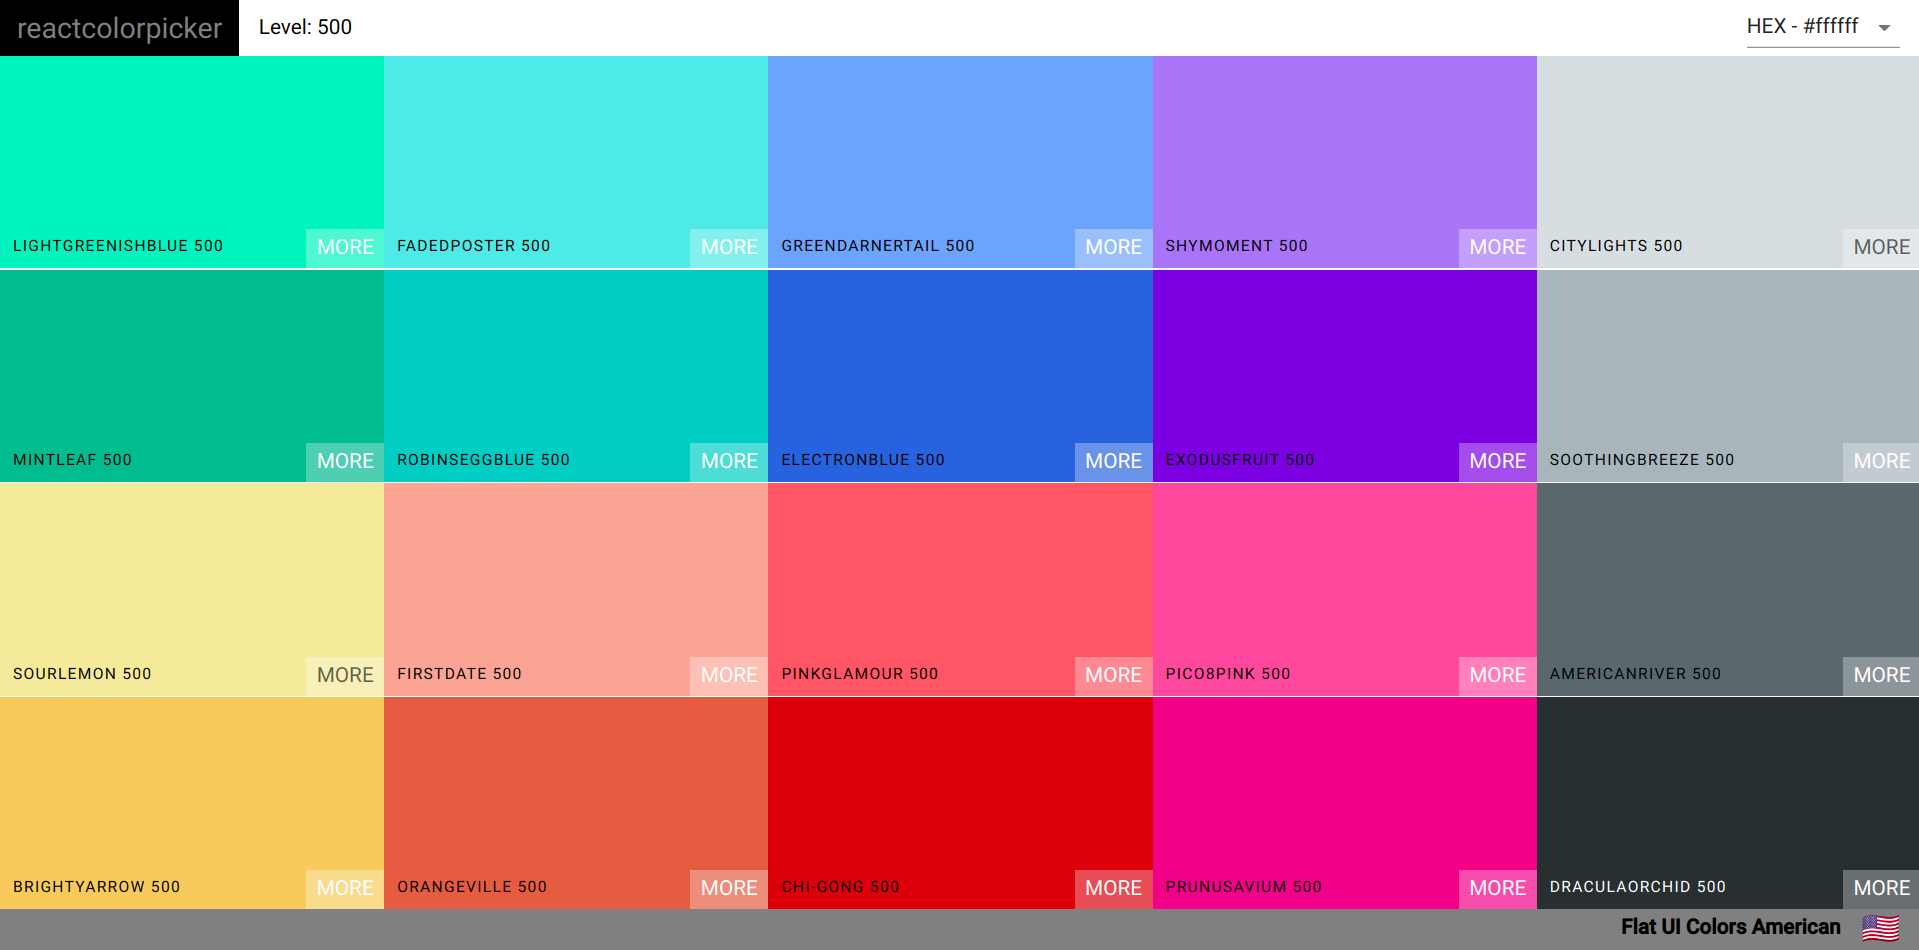 reactcolorpicker
Level: 500
HEX - #ffffff
LIGHTGREENISHBLUE 500 MORE
FADEDPOSTER 500 MORE
GREENDARNERTAIL 500 MORE
SHYMOMENT 500 MORE
CITYLIGHTS 500 MORE
MINTLEAF 500 MORE
ROBINSEGGBLUE 500 MORE
ELECTRONBLUE 500 MORE
EXODUSFRUIT 500 MORE
SOOTHINGBREEZE 500 MORE
SOURLEMON 500 MORE
FIRSTDATE 500 MORE
PINKGLAMOUR 500 MORE
PICO8PINK 500 MORE
AMERICANRIVER 500 MORE
BRIGHTYARROW 500 MORE
ORANGEVILLE 500 MORE
CHI-GONG 500 MORE
PRUNUSAVIUM 500 MORE
DRACULAORCHID 500 MORE
Flat UI Colors American